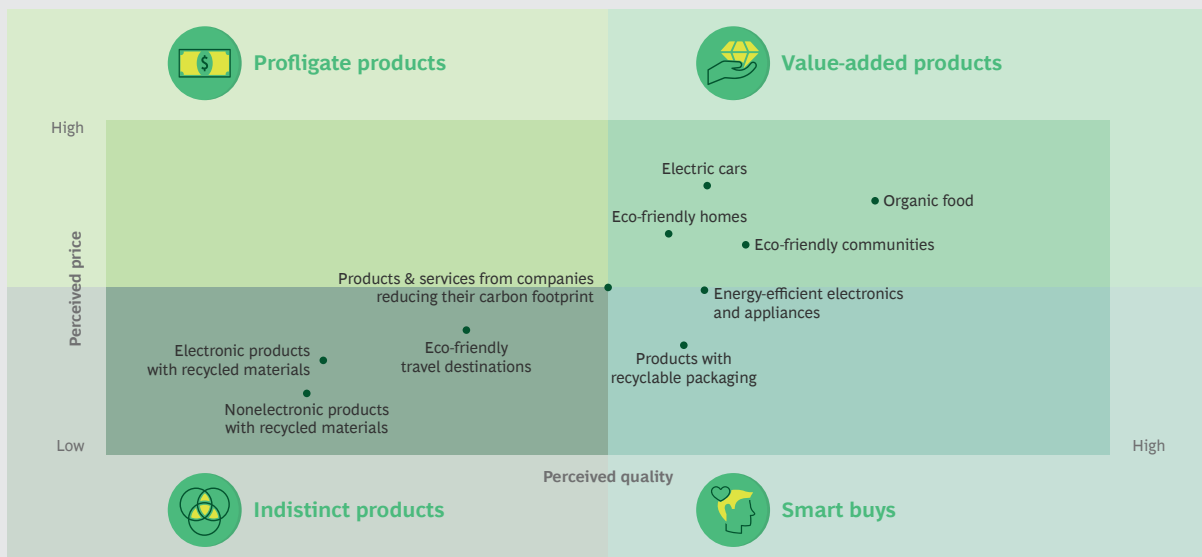 Profligate products
Value-added products
High
Electric cars
Organic food
Eco-friendly homes
Eco-friendly communities
Perceived price
Products & services from companies
reducing their carbon footprint
Energy-efficient electronics
and appliances
Electronic products
with recycled materials
Eco-friendly
travel destinations
Products with
recyclable packaging
Nonelectronic products
with recycled materials
Low
High
Perceived quality
Indistinct products
Smart buys
$